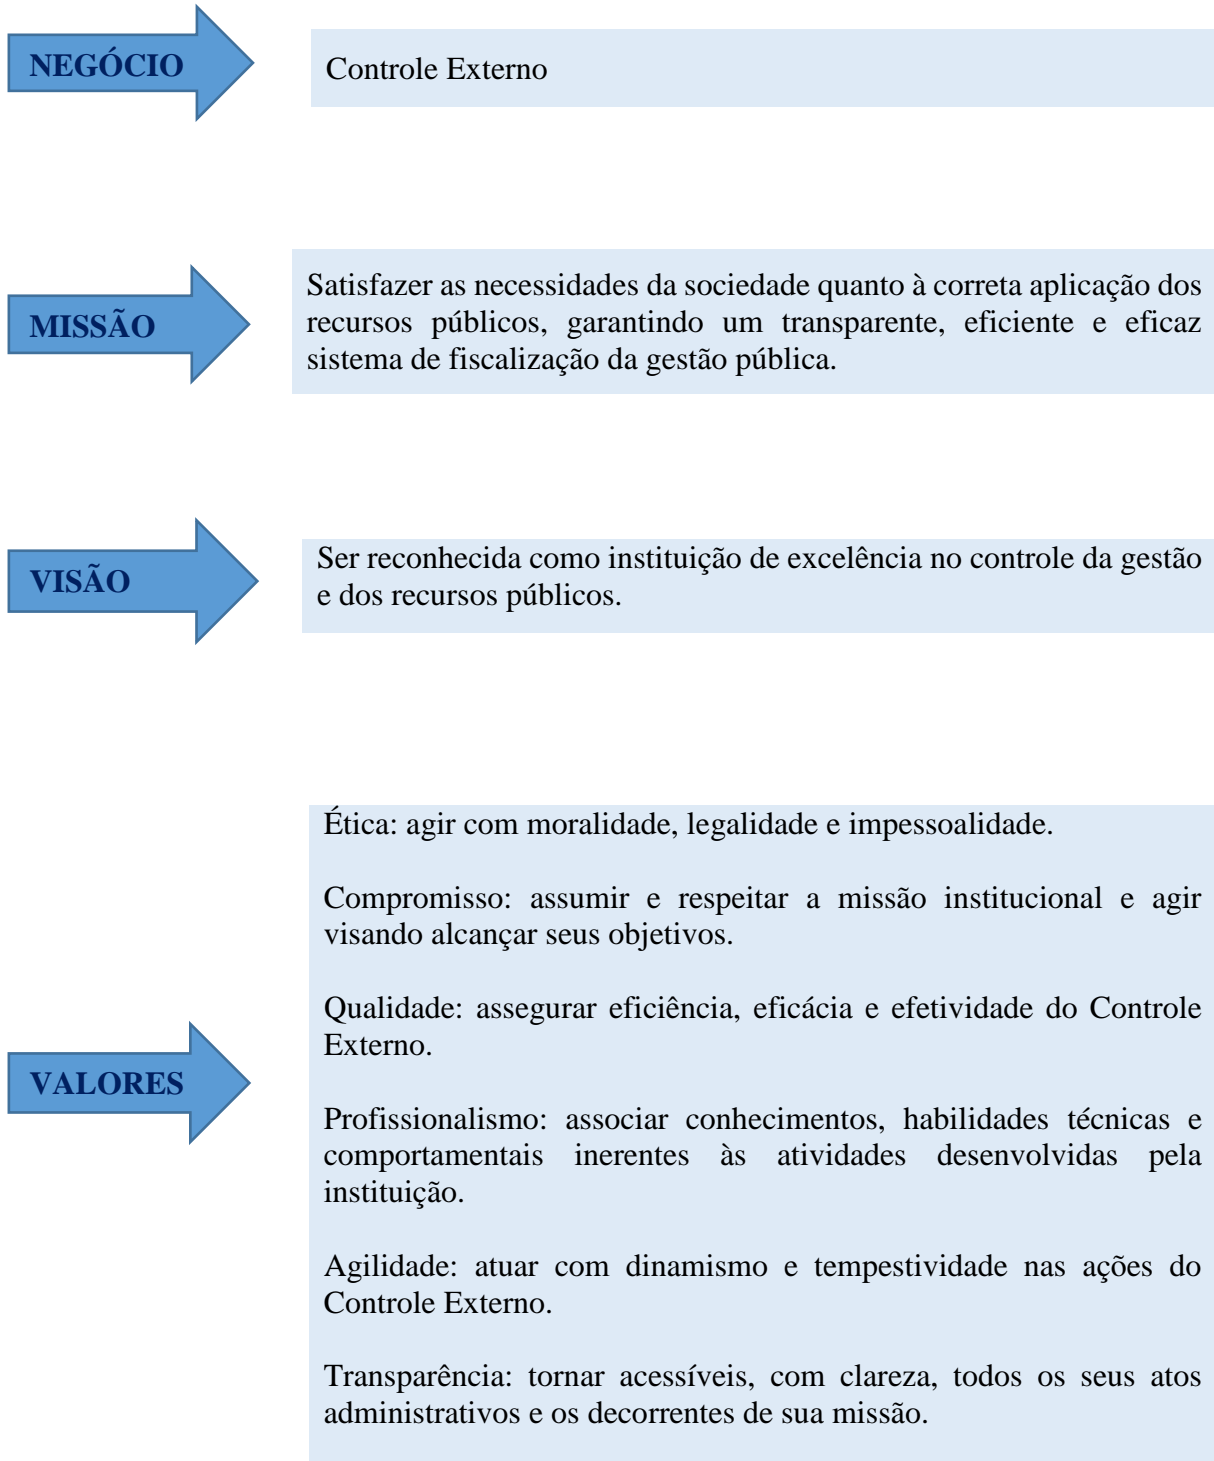 NEGÓCIO
Controle Externo
MISSÃO
Satisfazer as necessidades da sociedade quanto à correta aplicação dos
recursos públicos, garantindo um transparente, eficiente e eficaz
sistema de fiscalização da gestão pública.
VISÃO
Ser reconhecida como instituição de excelência no controle da gestão
e dos recursos públicos.
VALORES
Ética: agir com moralidade, legalidade e impessoalidade.
Compromisso: assumir e respeitar a missão institucional e agir
visando alcançar seus objetivos.
Qualidade: assegurar eficiência, eficácia e efetividade do Controle
Externo.
Profissionalismo: associar conhecimentos, habilidades técnicas e
comportamentais inerentes às atividades desenvolvidas pela
instituição.
Agilidade: atuar com dinamismo e tempestividade nas ações do
Controle Externo.
Transparência: tornar acessíveis, com clareza, todos os seus atos
administrativos e os decorrentes de sua missão.